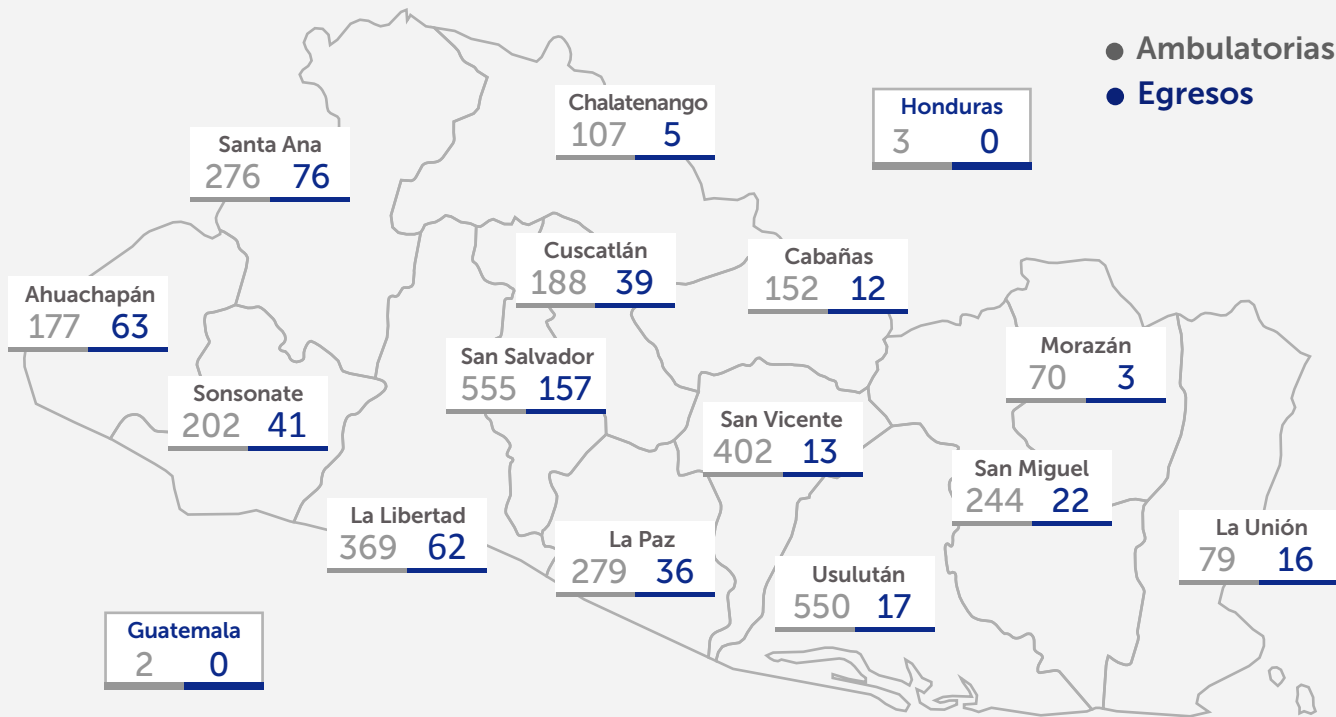 Ambulatorias
Egresos
Chalatenango
107 5
Honduras
3 0
Santa Ana
276 76
Cuscatlán
188 39
Cabañas
152 12
Ahuachapán
177 63
Morazán
70 3
San Salvador
555 157
Sonsonate
202 41
San Vicente
402 13
San Miguel
244 22
La Libertad
369 62
La Paz
279 36
La Unión
79 16
Usulután
550 17
Guatemala
2 0